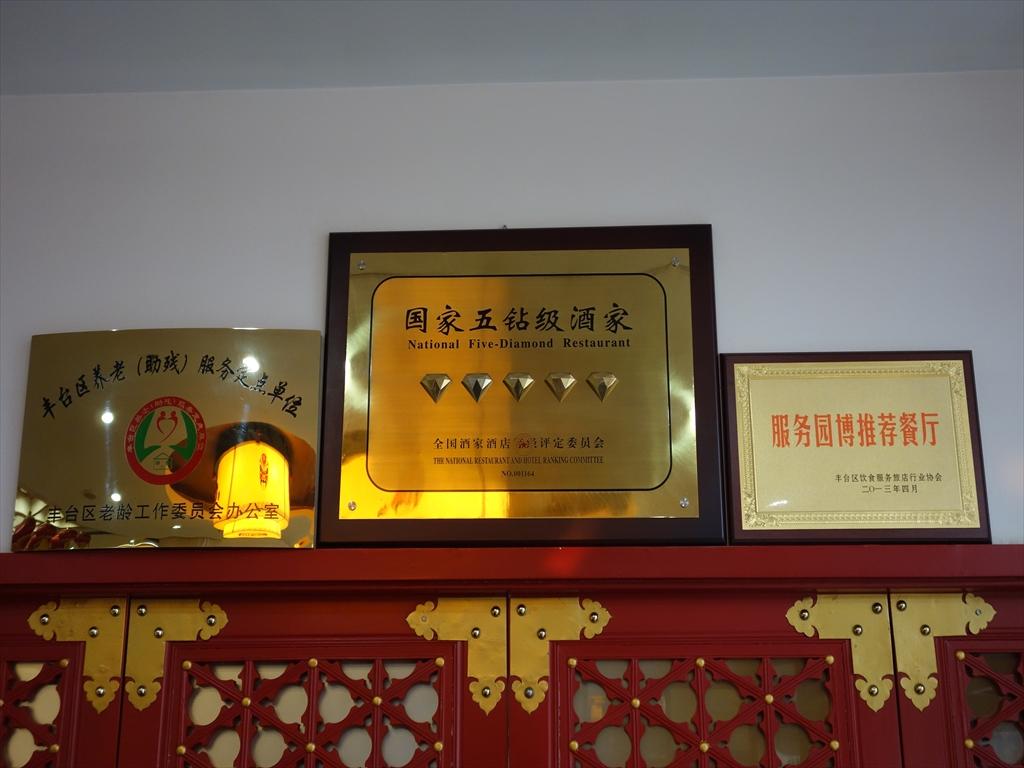 丰台区养老（助残）服务定点单位
丰台区老龄工作委员会办公室
国家五钻级酒家
National Five-Diamond Restaurant
全国酒家酒店等级评定委员会
THE NATIONAL RESTAURANT AND HOTEL RANKING COMMITTEE
NO.001164
服务园博推荐餐厅
丰台区饮食服务旅店行业协会
二〇一三年四月